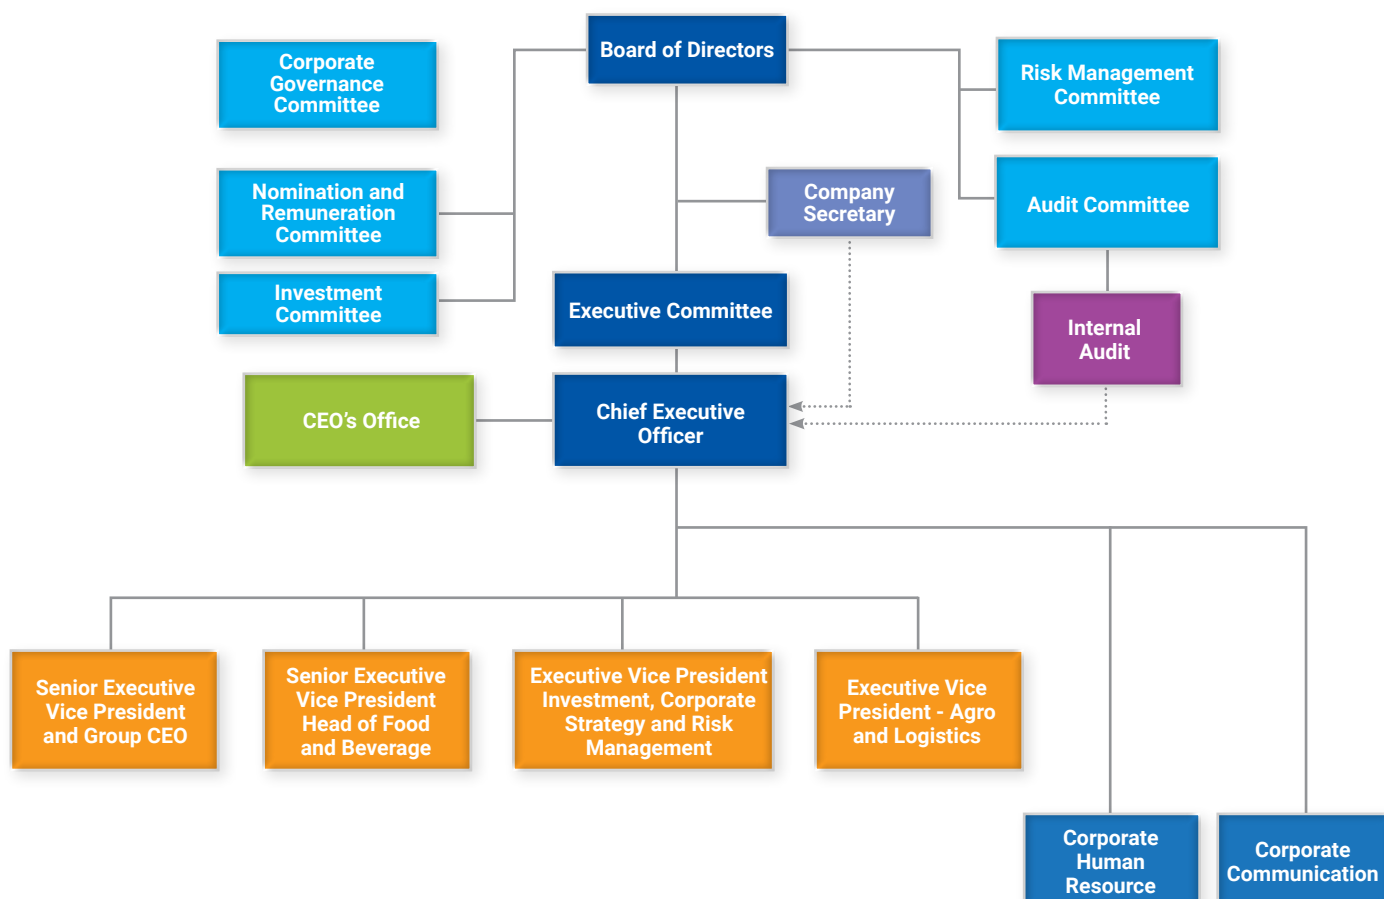 Board of Directors
Corporate
Governance
Committee
Risk Management
Committee
Nomination and
Remuneration
Committee
Company
Secretary
Audit Committee
Investment
Committee
Executive Committee
Internal
Audit
CEO’s Office
Chief Executive
Officer
Senior Executive
Vice President
and Group CEO
Senior Executive
Vice President
Head of Food
and Beverage
Executive Vice President
Investment, Corporate
Strategy and Risk
Management
Executive Vice
President - Agro
and Logistics
Corporate
Human
Resource
Corporate
Communication